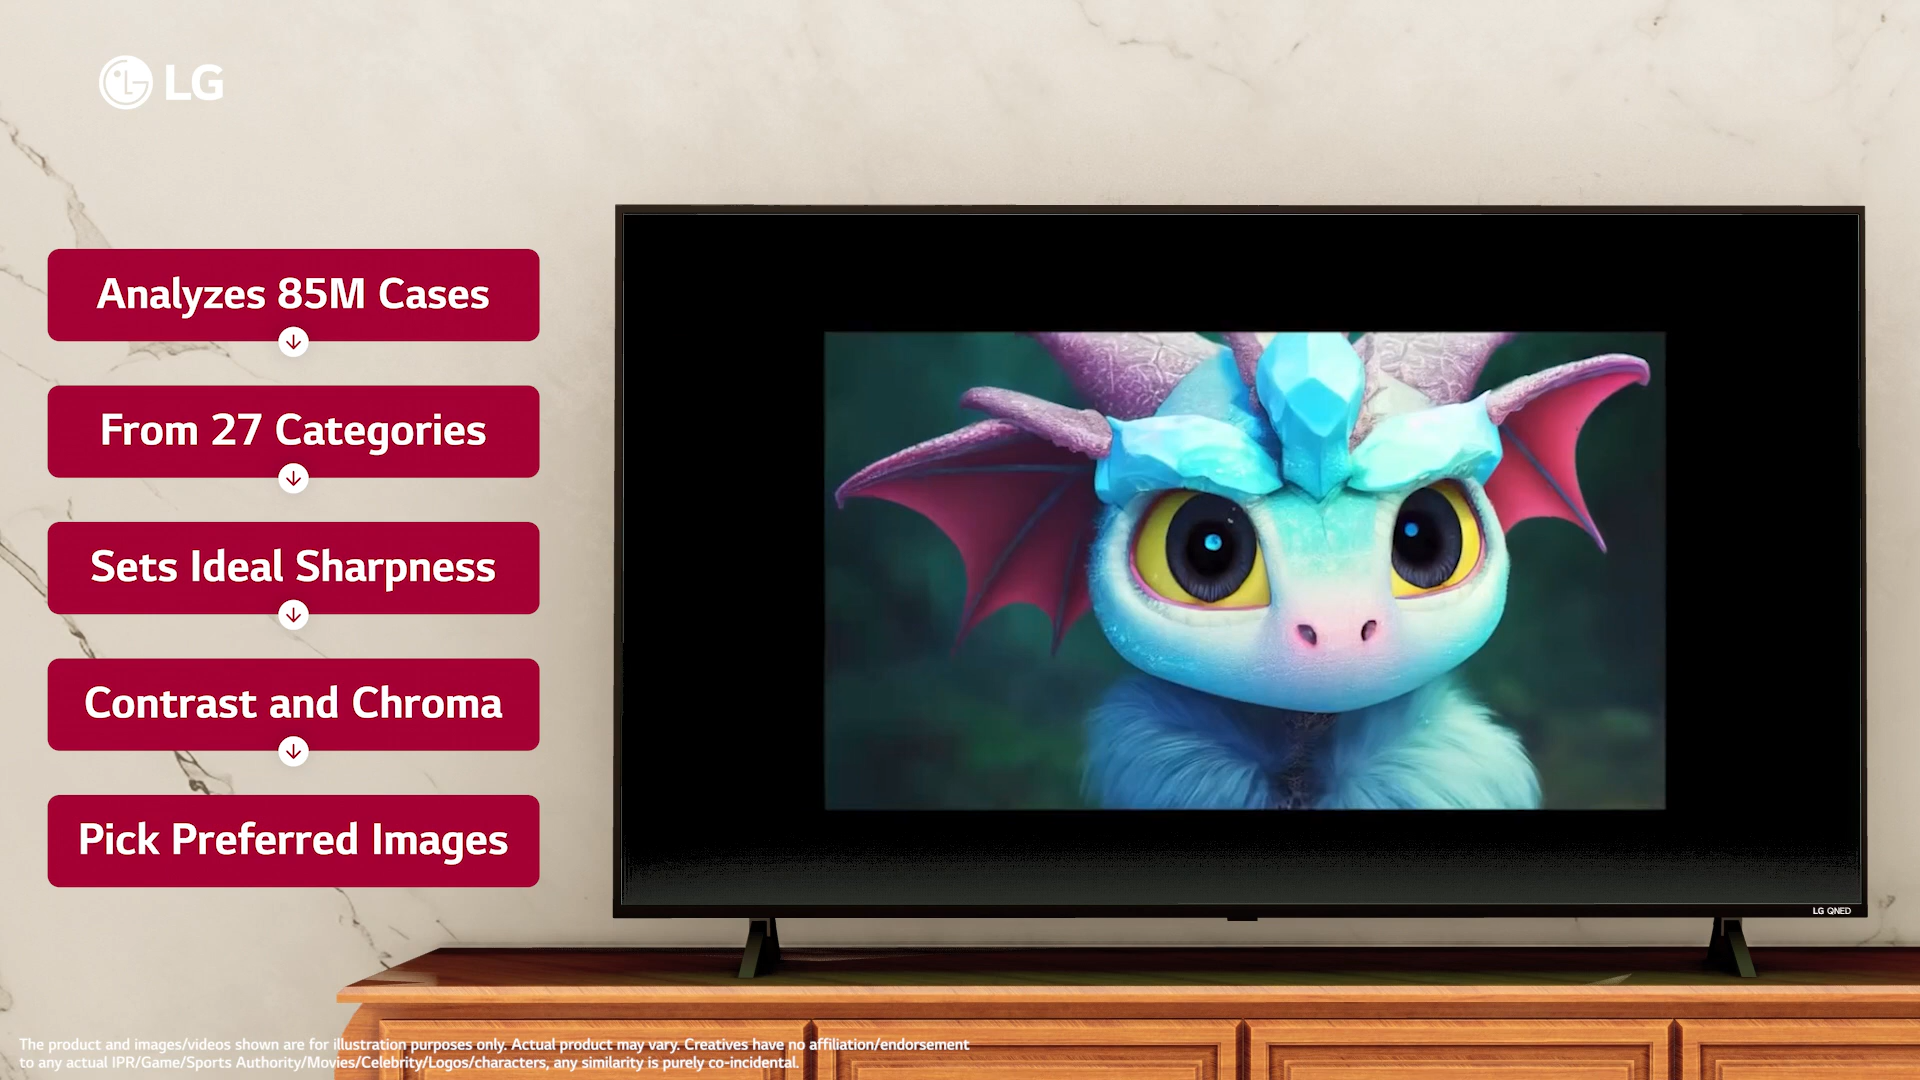 LG
Analyzes 85M Cases
From 27 Categories
Sets Ideal Sharpness
Contrast and Chroma
Pick Preferred Images
LG QNED
The product and images/videos shown are for illustration purposes only. Actual product may vary. Creatives have no affiliation/endorsement
to any actual IPR/Game/Sports Authority/Movies/Celebrity/Logos/characters, any similarity is purely co-incidental.